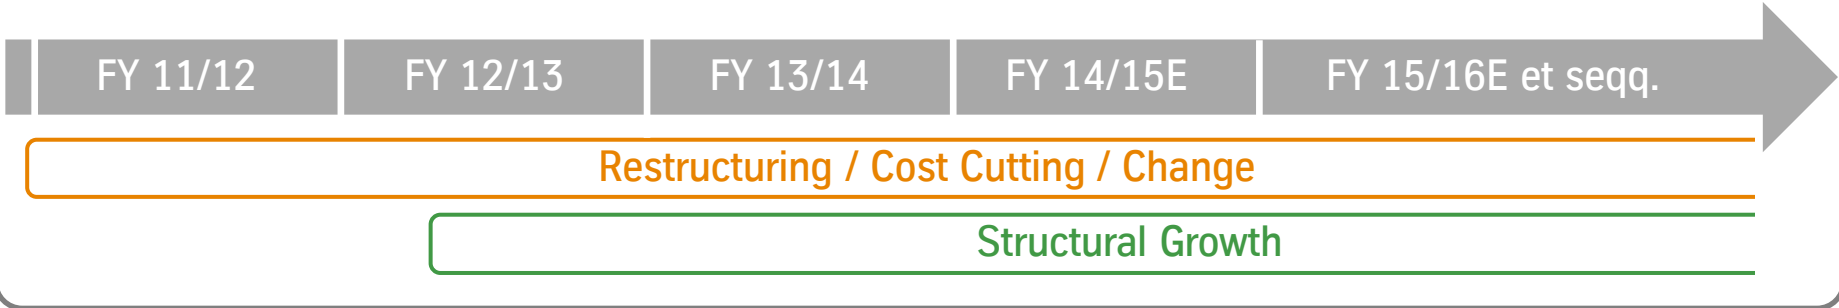 FY 11/12 FY 12/13 FY 13/14 FY 14/15E FY 15/16E et seqq.
Restructuring / Cost Cutting / Change
Structural Growth